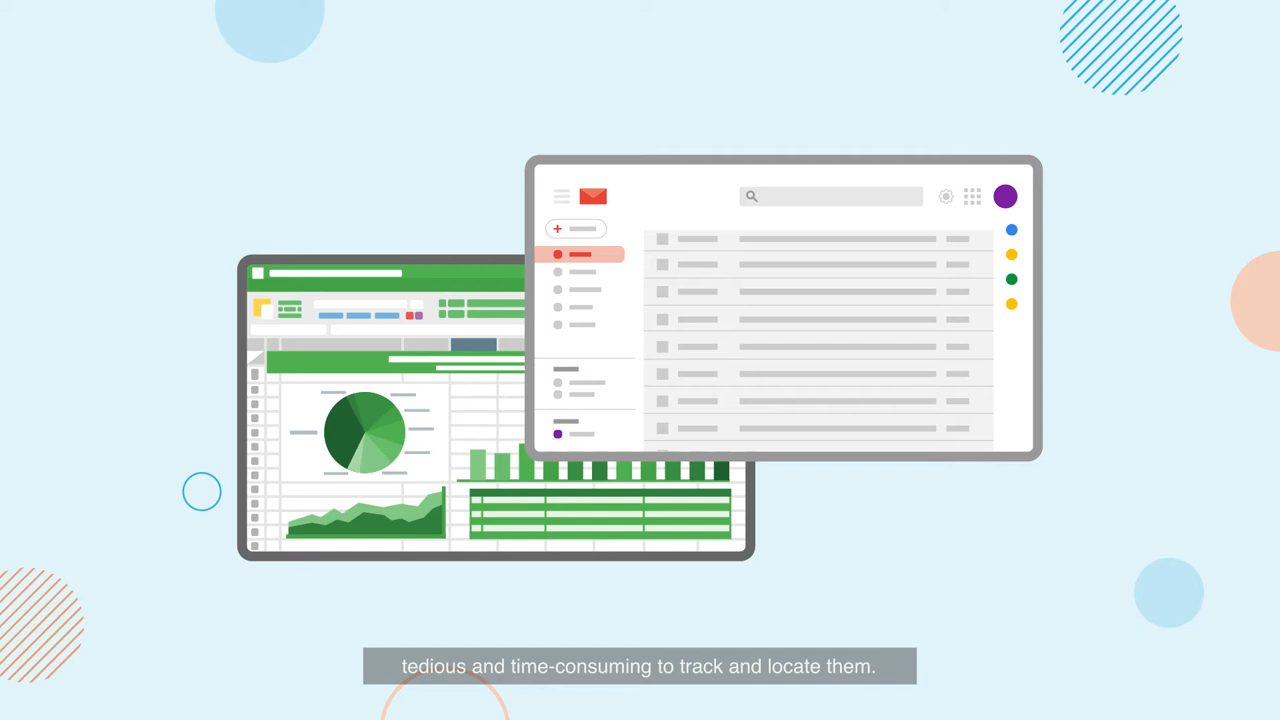 tedious and time-consuming to track and locate them.